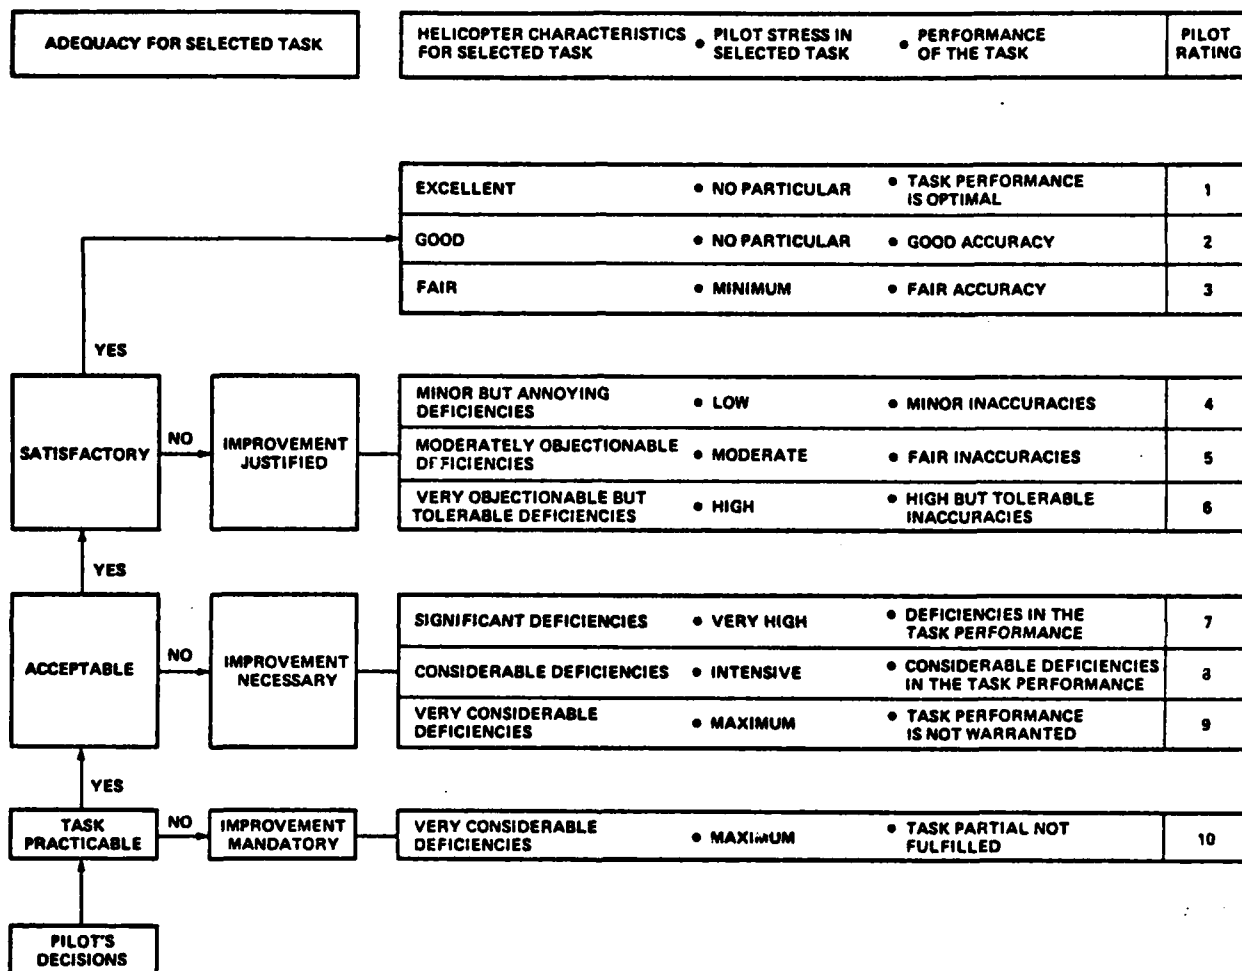 ADEQUACY FOR SELECTED TASK
HELICOPTER CHARACTERISTICS
FOR SELECTED TASK
• PILOT STRESS IN
SELECTED TASK
• PERFORMANCE
OF THE TASK
PILOT
RATING
EXCELLENT
• NO PARTICULAR
• TASK PERFORMANCE
IS OPTIMAL
1
GOOD
• NO PARTICULAR
• GOOD ACCURACY
2
FAIR
• MINIMUM
• FAIR ACCURACY
3
YES
SATISFACTORY
NO
IMPROVEMENT
JUSTIFIED
MINOR BUT ANNOYING
DEFICIENCIES
• LOW
• MINOR INACCURACIES
4
MODERATELY OBJECTIONABLE
DEFICIENCIES
• MODERATE
• FAIR INACCURACIES
5
VERY OBJECTIONABLE BUT
TOLERABLE DEFICIENCIES
• HIGH
• HIGH BUT TOLERABLE
INACCURACIES
6
YES
ACCEPTABLE
NO
IMPROVEMENT
NECESSARY
SIGNIFICANT DEFICIENCIES
• VERY HIGH
• DEFICIENCIES IN THE
TASK PERFORMANCE
7
CONSIDERABLE DEFICIENCIES
• INTENSIVE
• CONSIDERABLE DEFICIENCIES
IN THE TASK PERFORMANCE
8
VERY CONSIDERABLE
DEFICIENCIES
• MAXIMUM
• TASK PERFORMANCE
IS NOT WARRANTED
9
YES
TASK
PRACTICABLE
NO
IMPROVEMENT
MANDATORY
VERY CONSIDERABLE
DEFICIENCIES
• MAXIMUM
• TASK PARTIAL NOT
FULFILLED
10
PILOT'S
DECISIONS